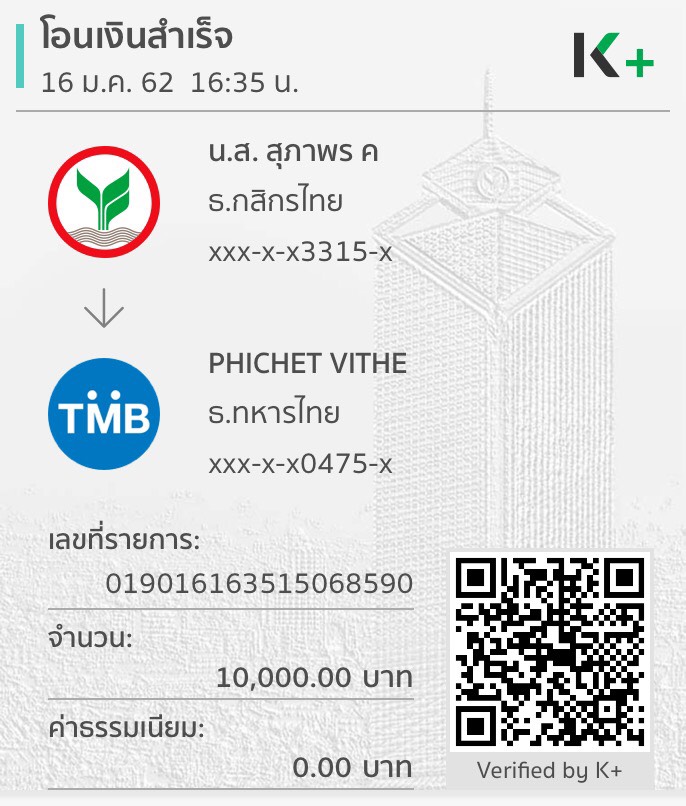 โอนเงินสำเร็จ
16 ม.ค. 62 16:35 น.
K+
น.ส. สุภาพร ค
ธ.กสิกรไทย
xxx-x-x3315-x
PHICHET VITHE
TMB
ธ.ทหารไทย
xxx-x-x0475-x
เลขที่รายการ:
019016163515068590
จำนวน:
10,000.00 บาท
ค่าธรรมเนียม:
0.00 บาท
Verified by K+